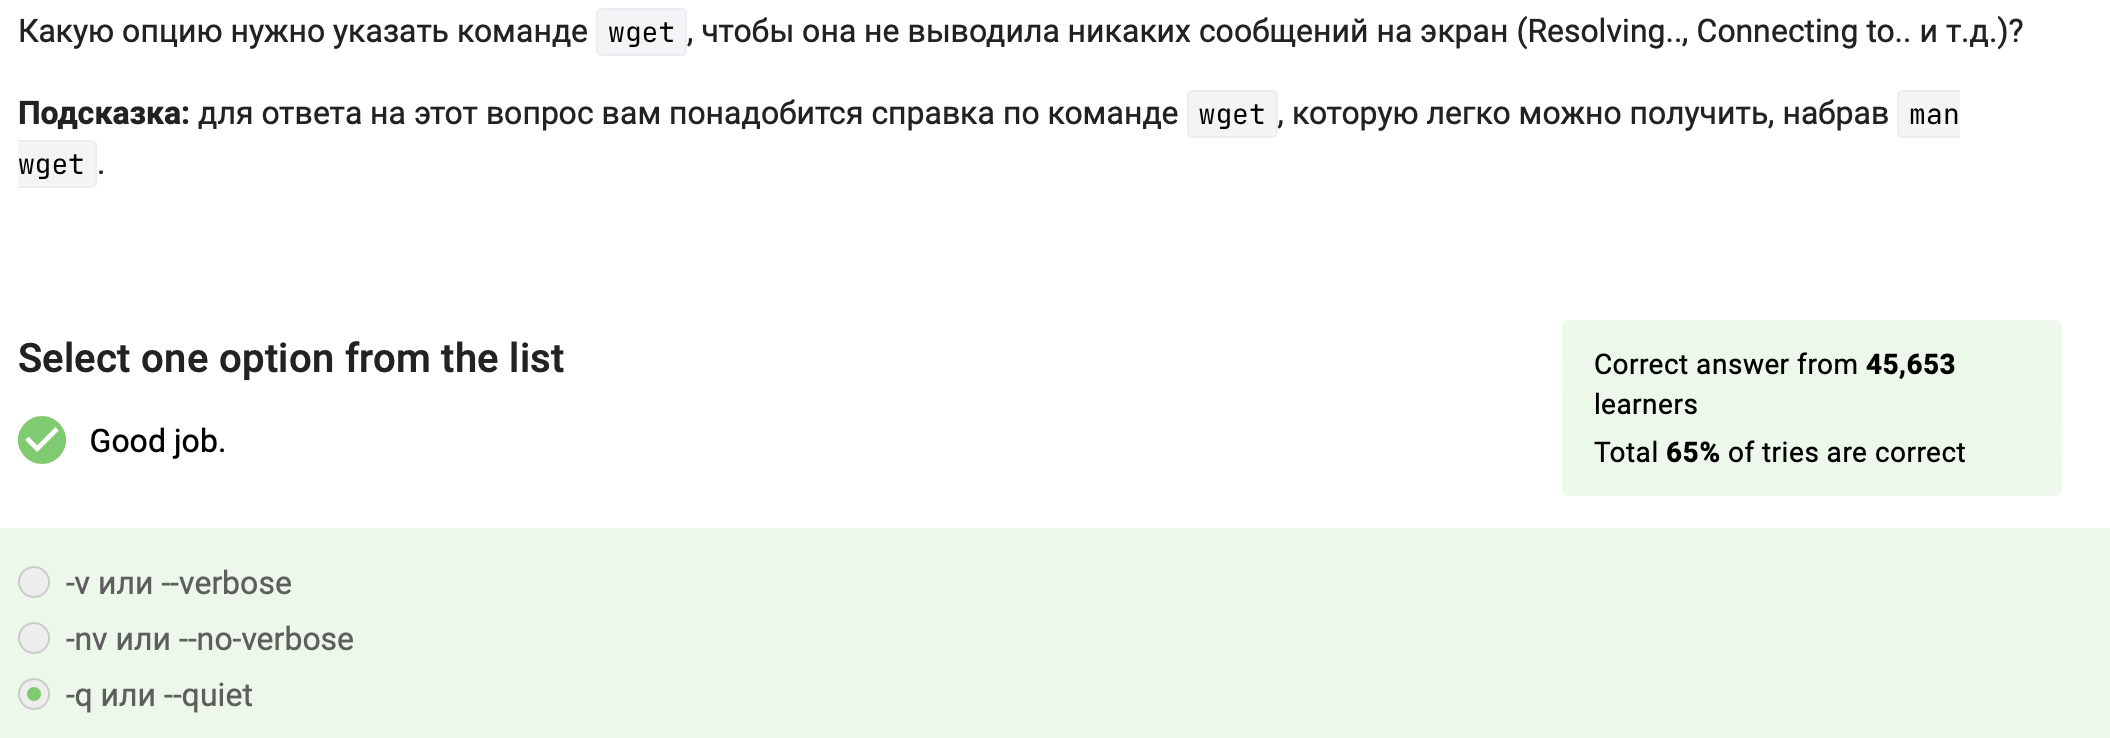 Какую опцию нужно указать команде wget, чтобы она не выводила никаких сообщений на экран (Resolving.., Connecting to.. и т.д.)?
Подсказка: для ответа на этот вопрос вам понадобится справка по команде wget, которую легко можно получить, набрав man
wget.
Select one option from the list
Good job.
Correct answer from 45,653
learners
Total 65% of tries are correct
-v или --verbose
-nv или --no-verbose
-q или --quiet